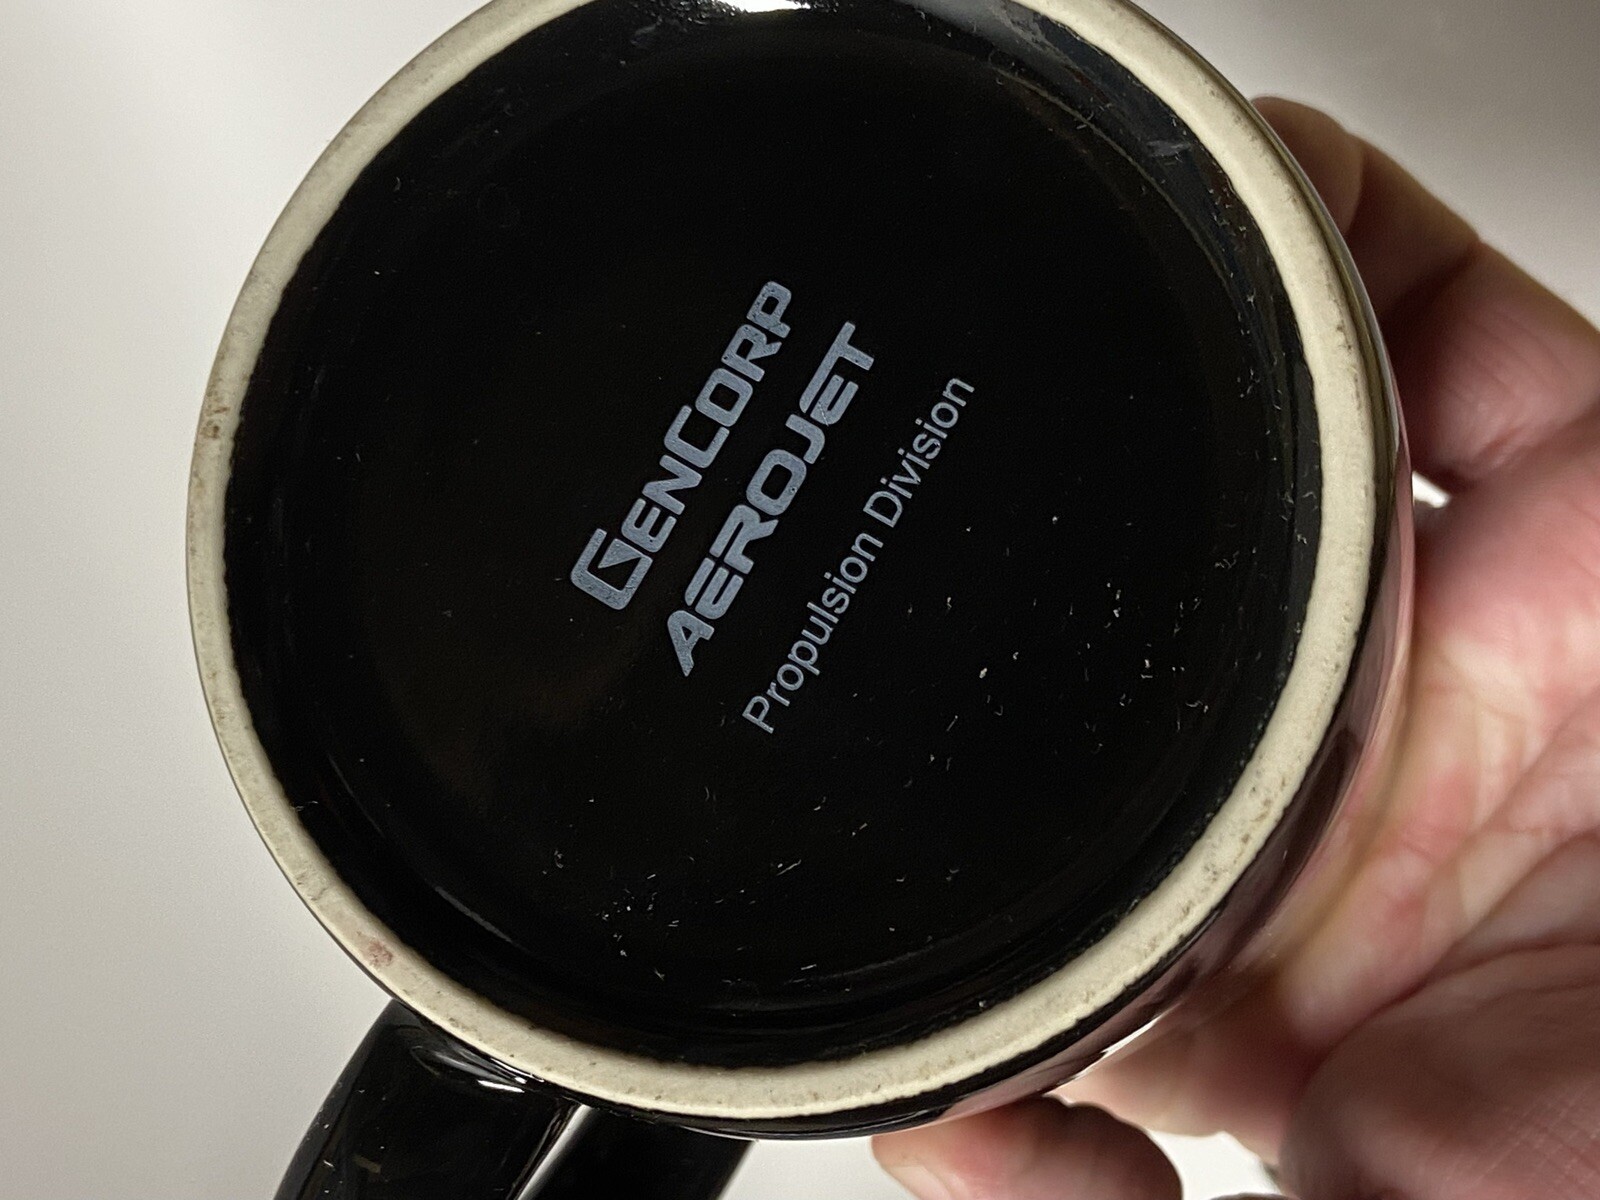 GENCORP
AEROJET
Propulsion Division